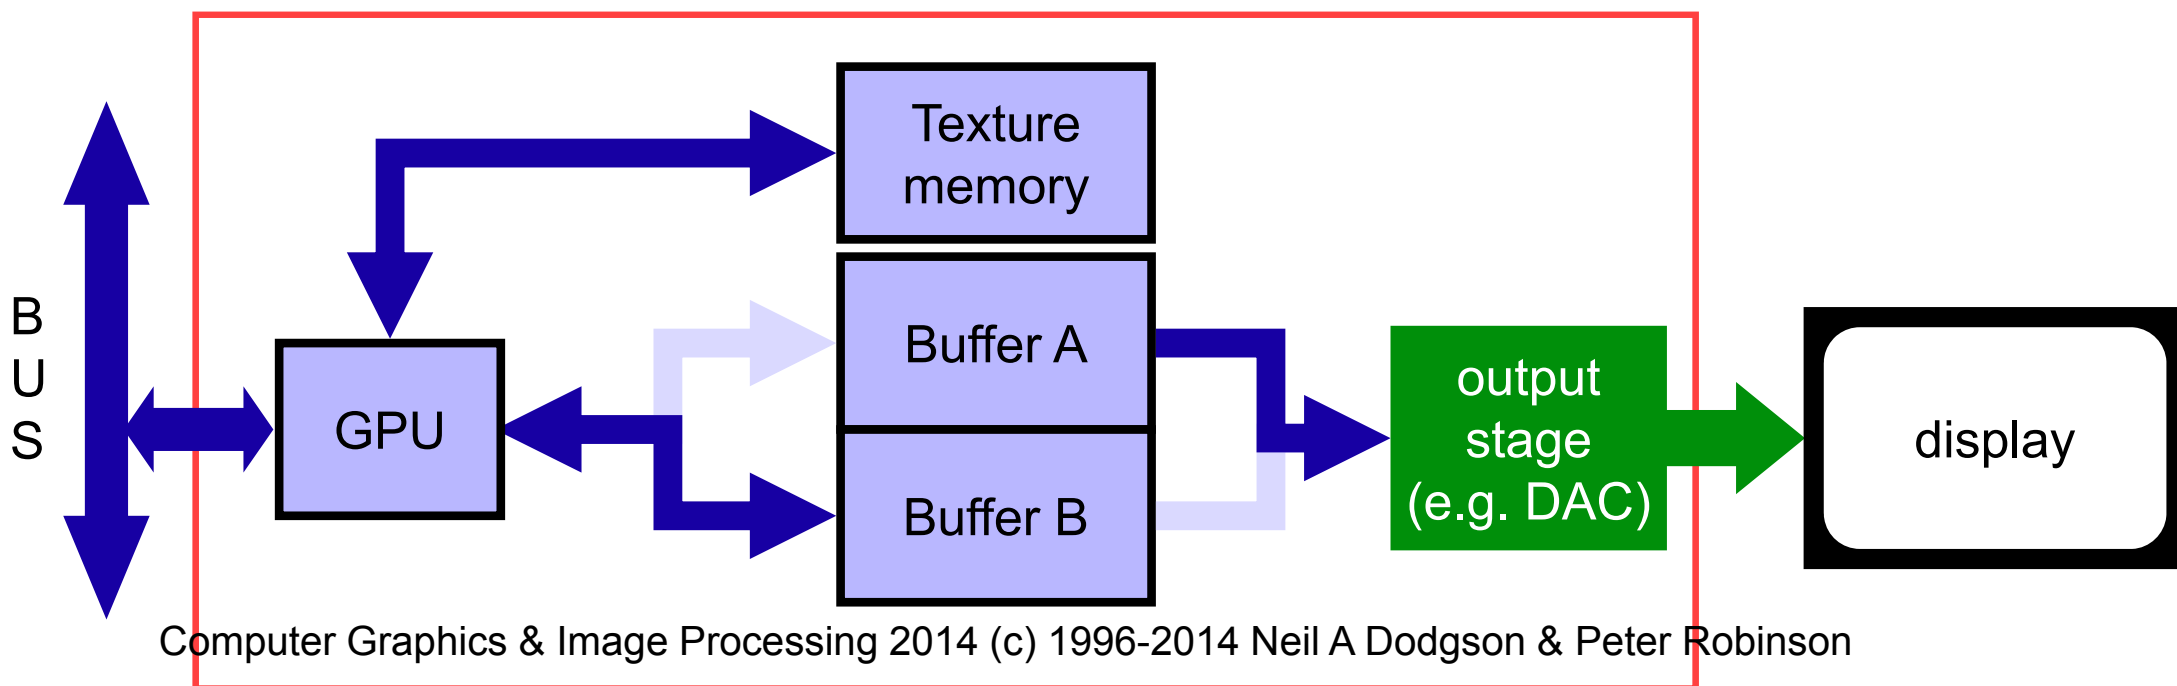 Texture
memory
B
U
S
GPU
Buffer A
Buffer B
output
stage
(e.g. DAC)
display
Computer Graphics & Image Processing 2014 (c) 1996-2014 Neil A Dodgson & Peter Robinson